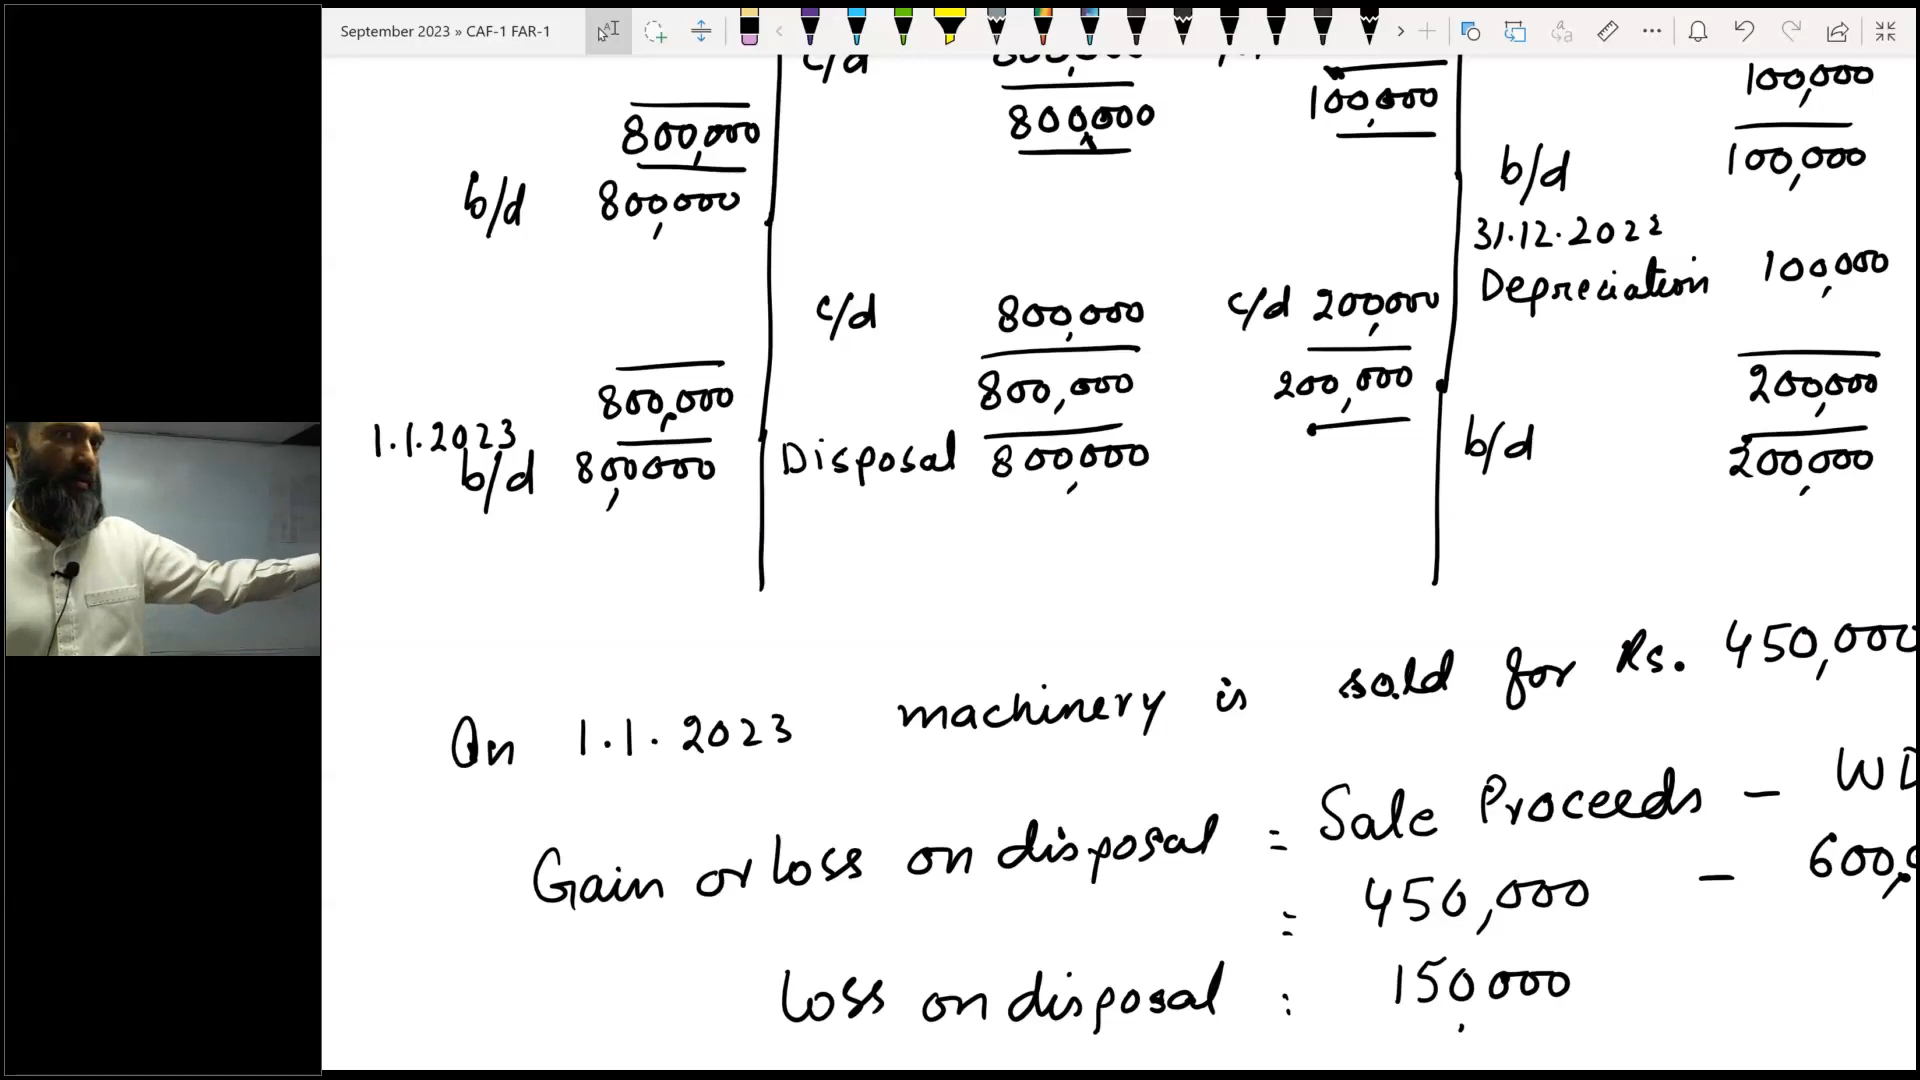 September 2023 » CAF-1 FAR-1
c/d
100,000
800,000 800,000 100,000 100,000
b/d 800,000 b/d
31.12.2022
Depreciation 100,000
c/d 800,000 c/d 200,000
800,000 800,000 200,000 200,000
1.1.2023
b/d 800,000 Disposal 800,000 b/d 200,000
On 1.1.2023 machinery is sold for Rs. 450,000
Gain or loss on disposal = Sale Proceeds - WD
= 450,000 - 600,
Loss on disposal : 150,000